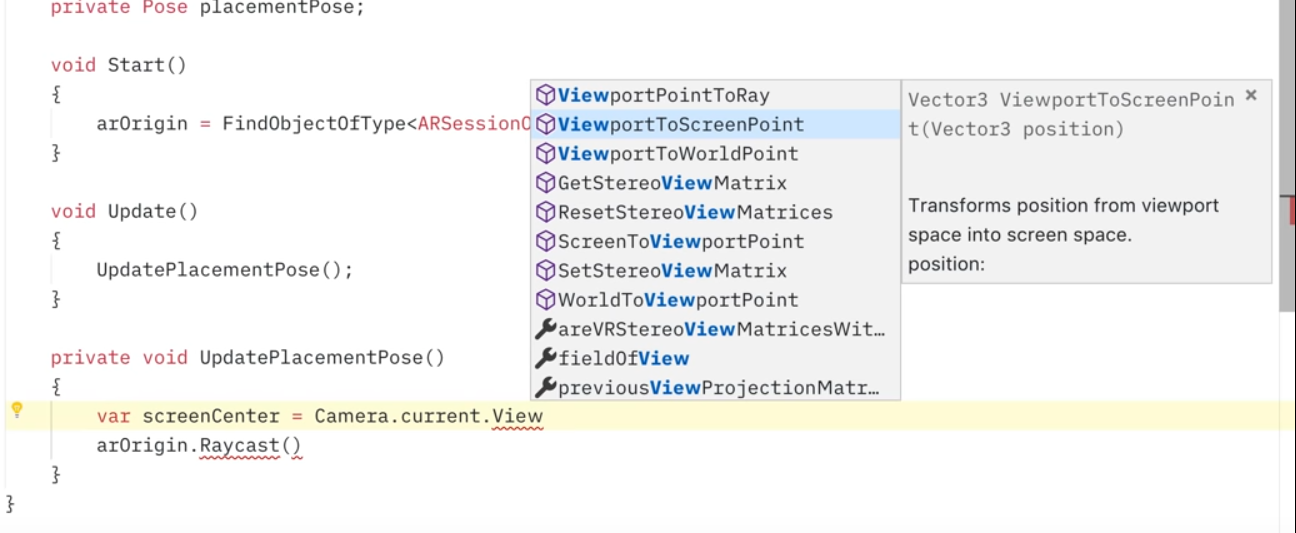 private Pose placementPose;
void Start()
{
arOrigin = FindObjectOfType<ARSessionO
}
void Update()
{
UpdatePlacementPose();
}
private void UpdatePlacementPose()
{
var screenCenter = Camera.current.View
arOrigin.Raycast()
}
}
ViewportPointToRay
ViewportToScreenPoint
ViewportToWorldPoint
GetStereoViewMatrix
ResetStereoViewMatrices
ScreenToViewportPoint
SetStereoViewMatrix
WorldToViewportPoint
areVRStereoViewMatricesWit…
fieldOfView
previousViewProjectionMatr…
Vector3 ViewportToScreenPoin
t(Vector3 position)
Transforms position from viewport
space into screen space.
position: